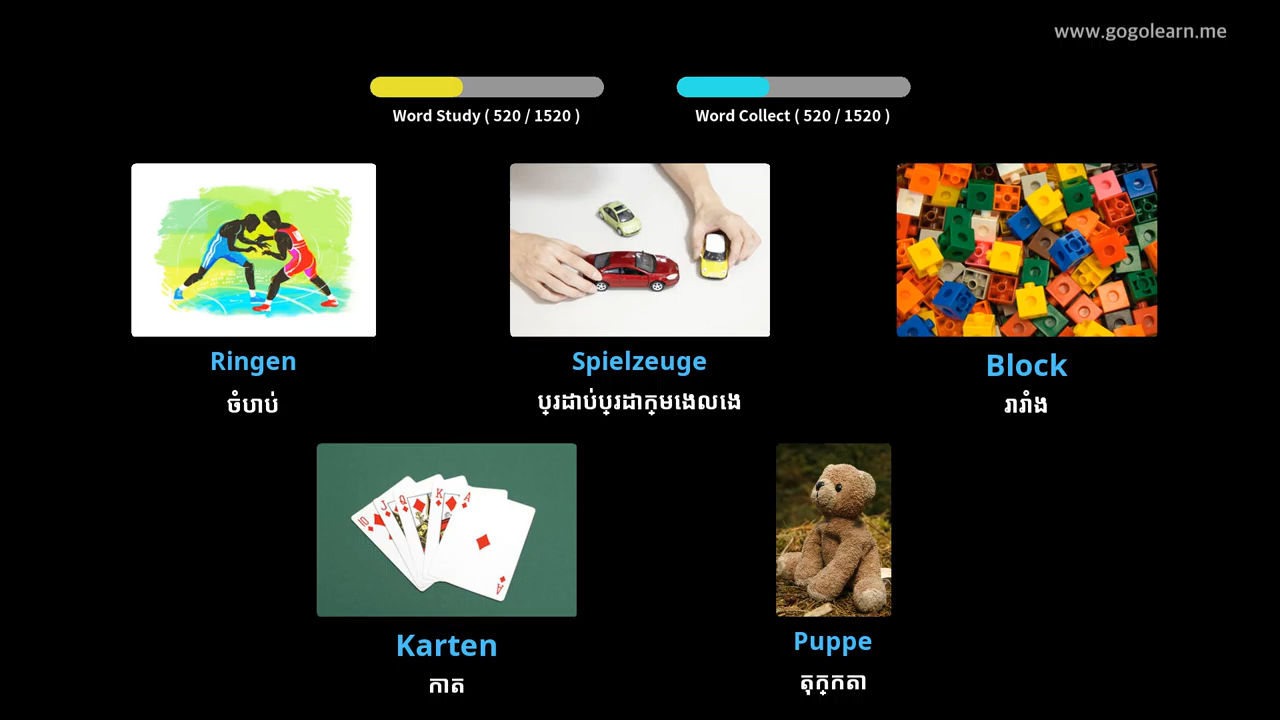 www.gogolearn.me
Word Study ( 520 / 1520 )
Word Collect ( 520 / 1520 )
Ringen
ចំបាប់
Spielzeuge
ប្រដាប់ប្រដាក្មេងលេង
Block
រារាំង
Karten
កាត
Puppe
តុក្កតា